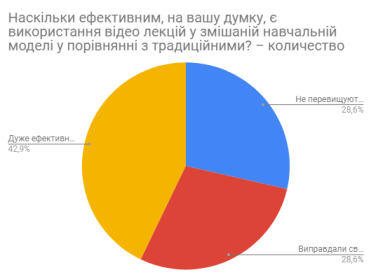 Наскільки ефективним, на вашу думку, є
використання відео лекцій у змішаній навчальній
моделі у порівнянні з традиційними? – количество
Не перевищуют…
28,6%
Дуже ефективн…
42,9%
Виправдали св…
28,6%